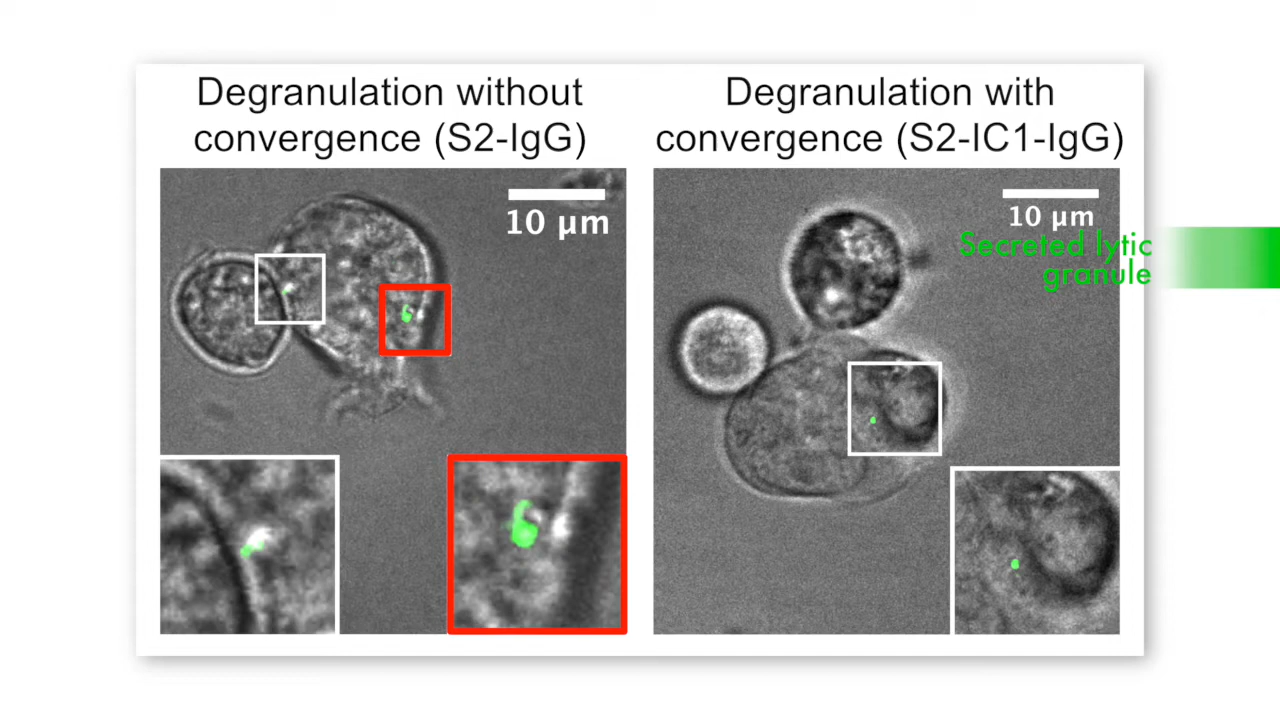 Degranulation without
convergence (S2-IgG)
10 μm
Degranulation with
convergence (S2-IC1-IgG)
10 μm
Secreted lytic
granule